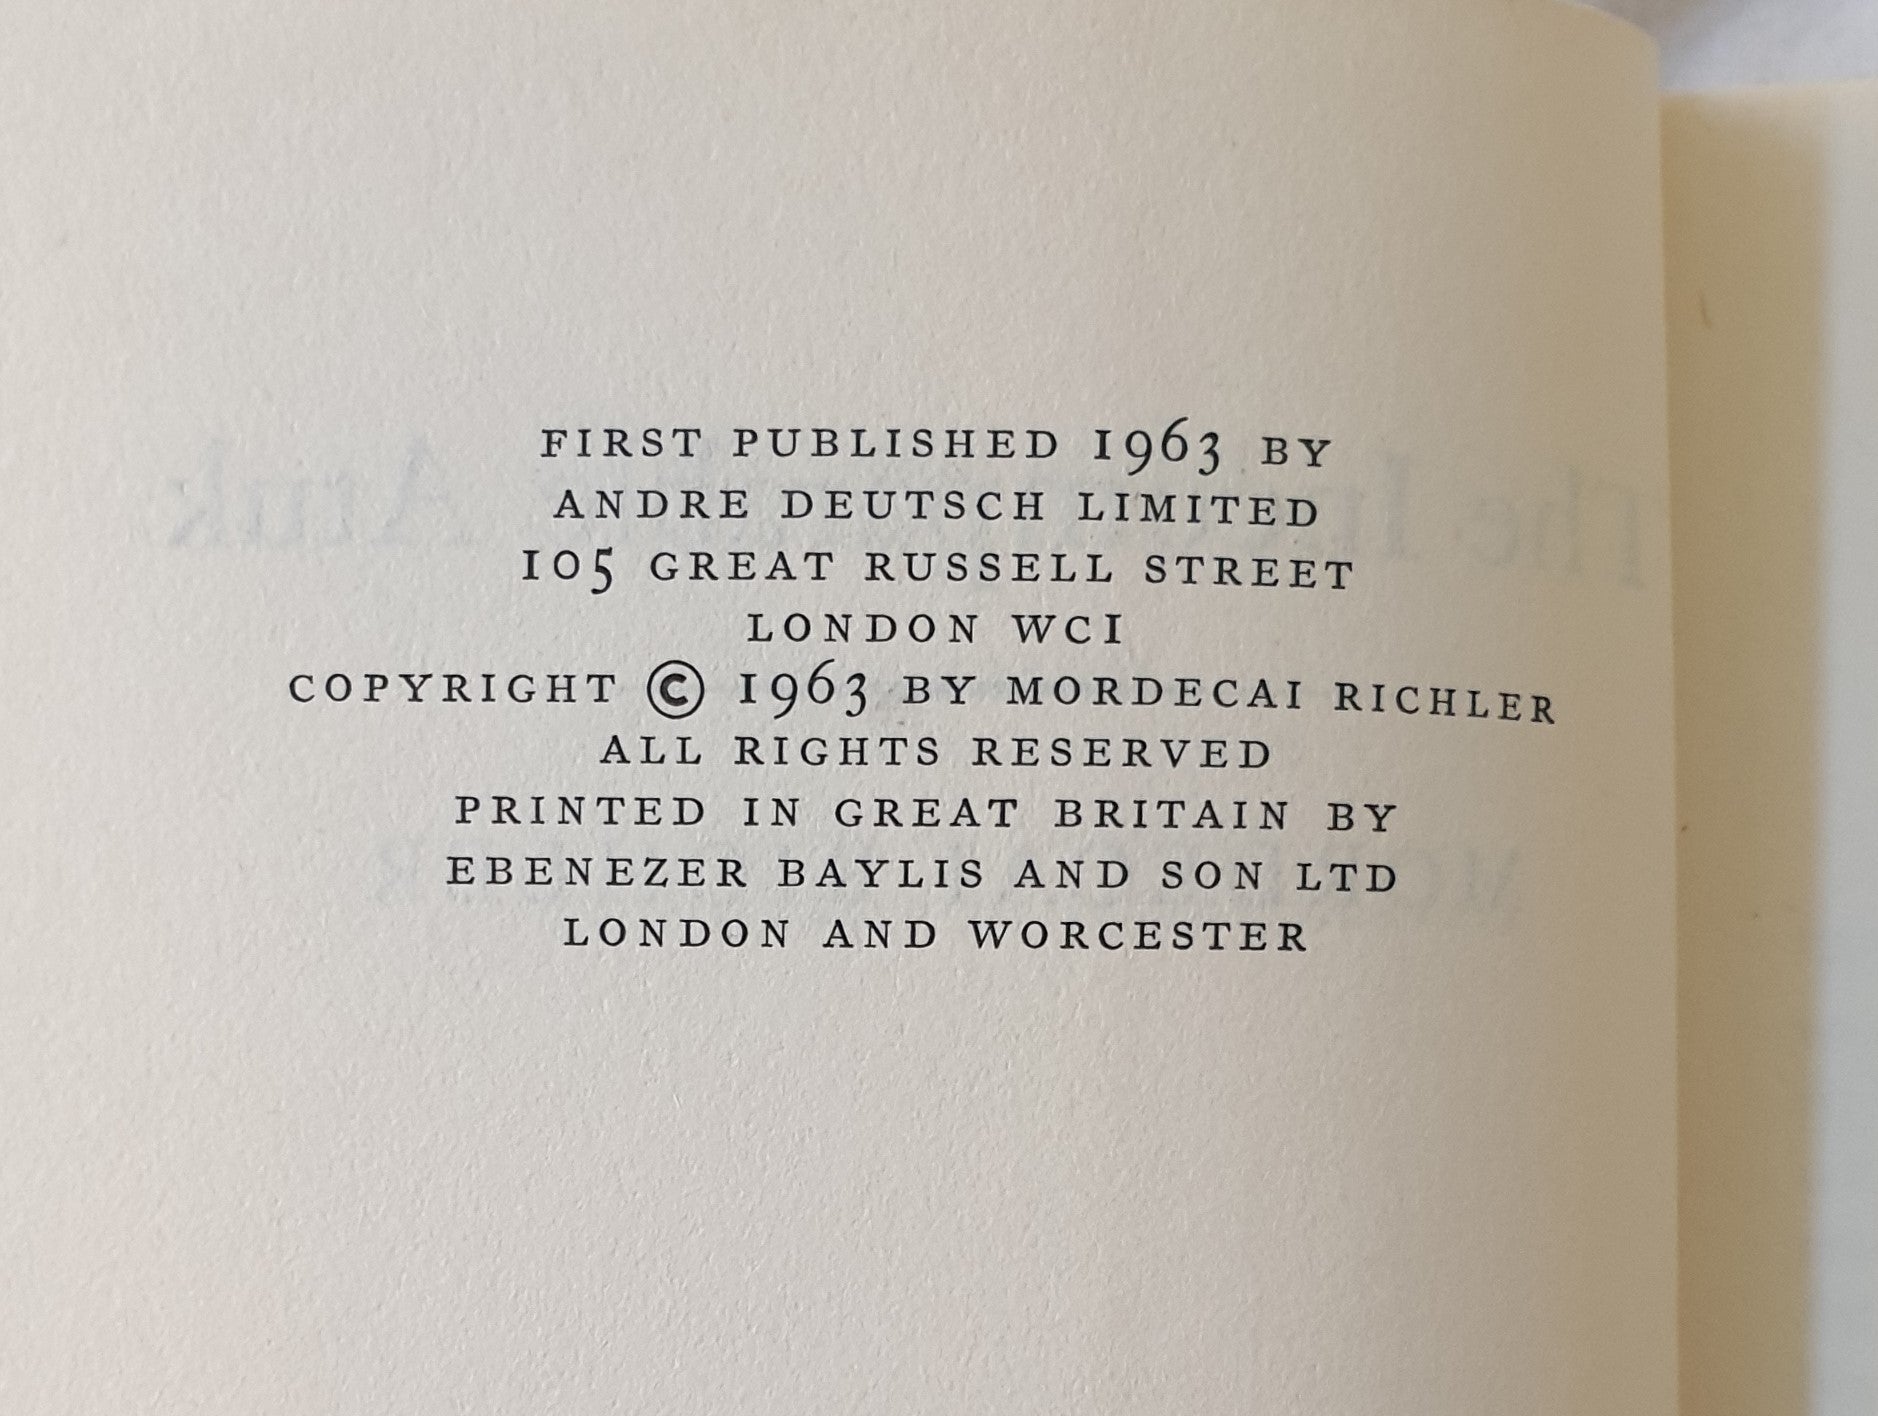 FIRST PUBLISHED 1963 BY
ANDRE DEUTSCH LIMITED
105 GREAT RUSSELL STREET
LONDON WC1
COPYRIGHT © 1963 BY MORDECAI RICHLER
ALL RIGHTS RESERVED
PRINTED IN GREAT BRITAIN BY
EBENEZER BAYLIS AND SON LTD
LONDON AND WORCESTER